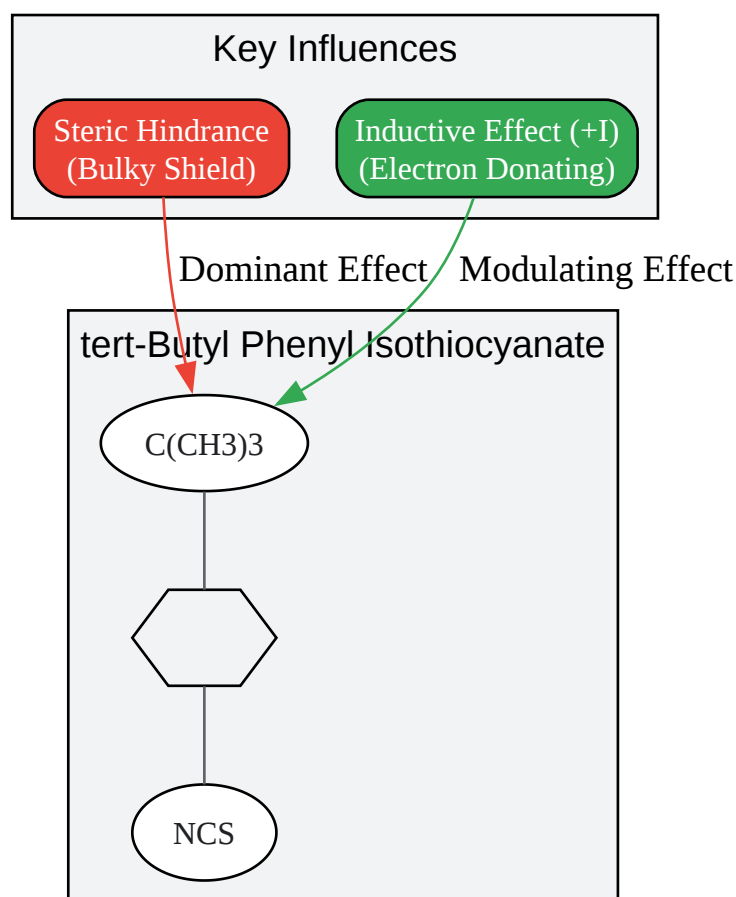 Key Influences
Steric Hindrance
(Bulky Shield)
Inductive Effect (+I)
(Electron Donating)
Dominant Effect
Modulating Effect
tert-Butyl Phenyl Isothiocyanate
C(CH3)3
NCS